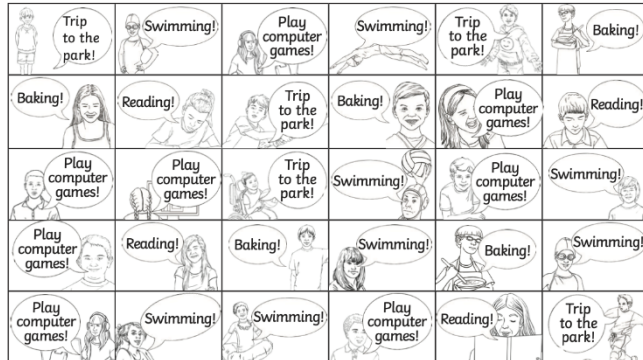 Trip
to the
park!
Swimming!
Play
computer
games!
Swimming!
Trip
to the
park!
Baking!
Baking!
Reading!
Trip
to the
park!
Baking!
Play
computer
games!
Reading!
Play
computer
games!
Play
computer
games!
Trip
to the
park!
Swimming!
Play
computer
games!
Swimming!
Play
computer
games!
Reading!
Baking!
Swimming!
Baking!
Swimming!
Play
computer
games!
Swimming!
Swimming!
Play
computer
games!
Reading!
Trip
to the
park!